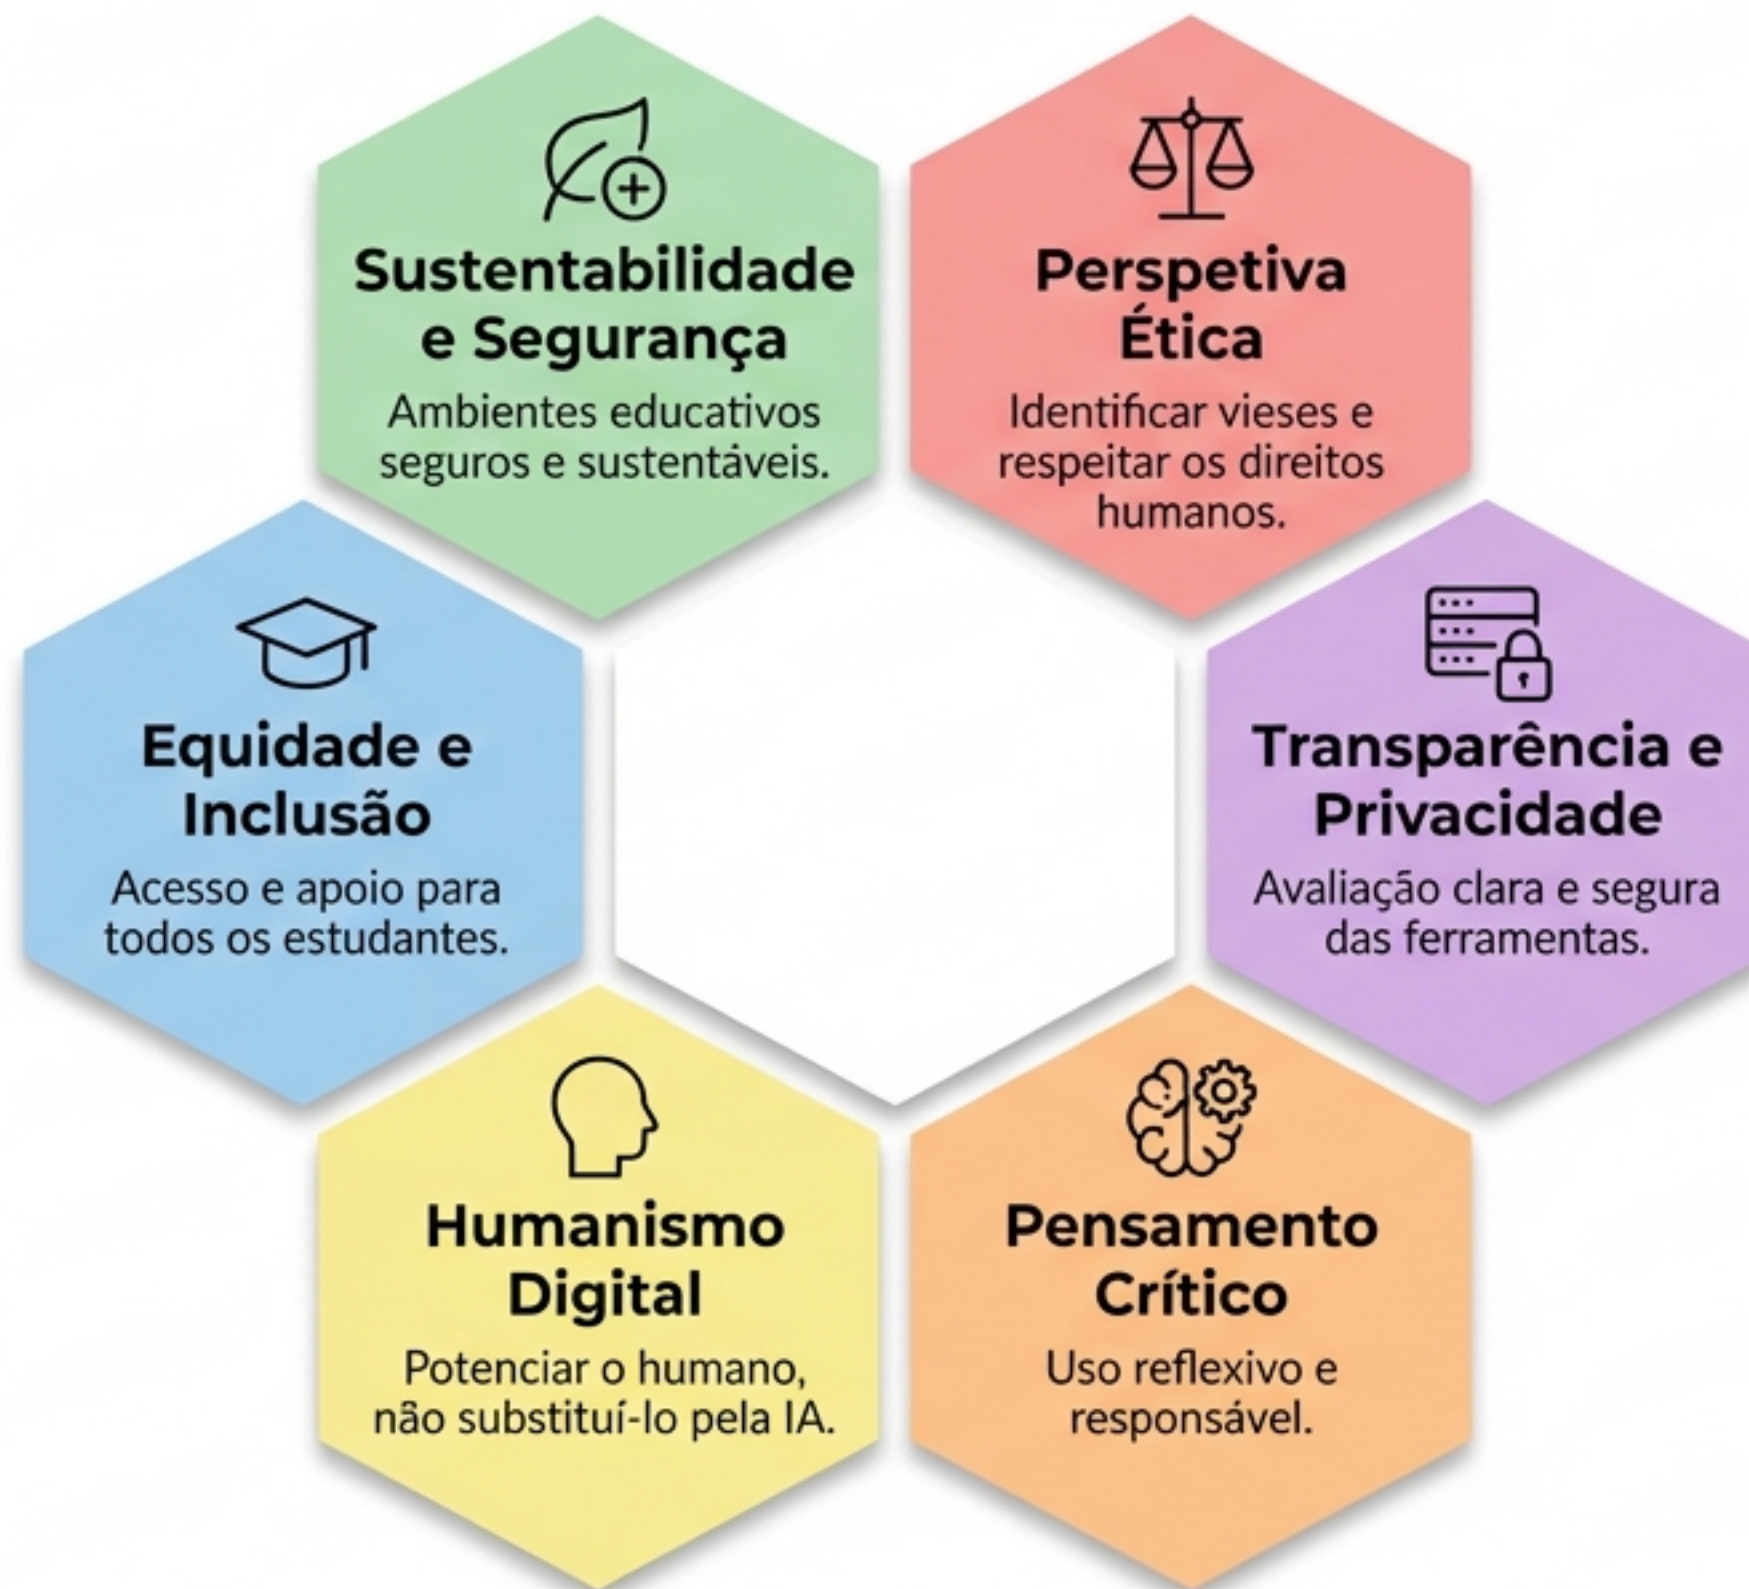 Sustentabilidade
e Segurança
Ambientes educativos
seguros e sustentáveis.
Perspetiva
Ética
Identificar vieses e
respeitar os direitos
humanos.
Equidade e
Inclusão
Acesso e apoio para
todos os estudantes.
Transparência e
Privacidade
Avaliação clara e segura
das ferramentas.
Humanismo
Digital
Potenciar o humano,
não substituí-lo pela IA.
Pensamento
Crítico
Uso reflexivo e
responsável.